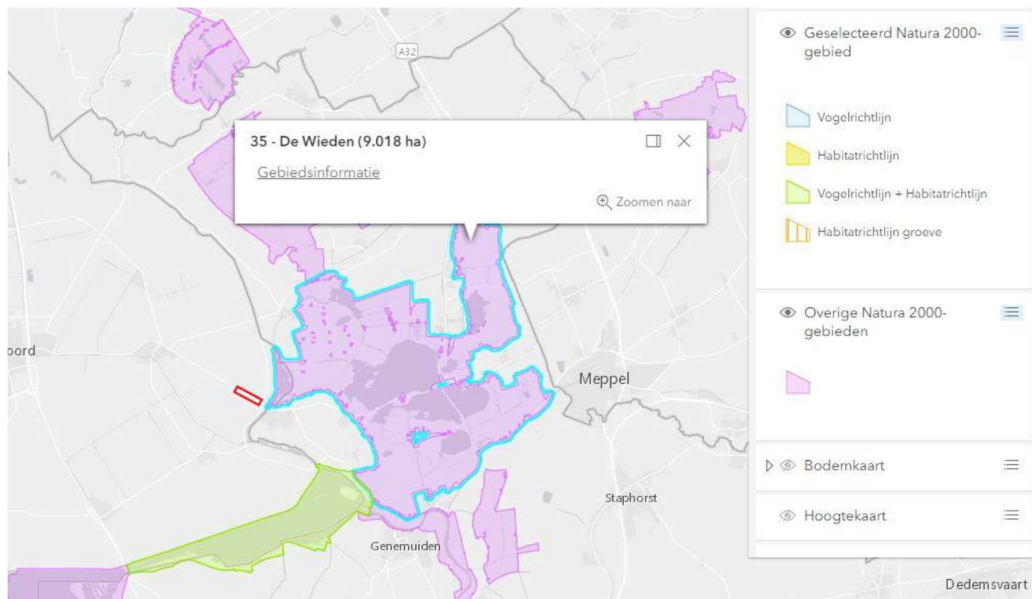 A32
35 - De Wieden (9.018 ha)
Gebiedsinformatie
Zoomen naar
oord
Meppel
Staphorst
Genemuiden
Dedemsvaart
Geselecteerd Natura 2000-
gebied
Vogelrichtlijn
Habitatrichtlijn
Vogelrichtlijn + Habitatrichtlijn
Habitatrichtlijn groeve
Overige Natura 2000-
gebieden
Bodemkaart
Hoogtekaart